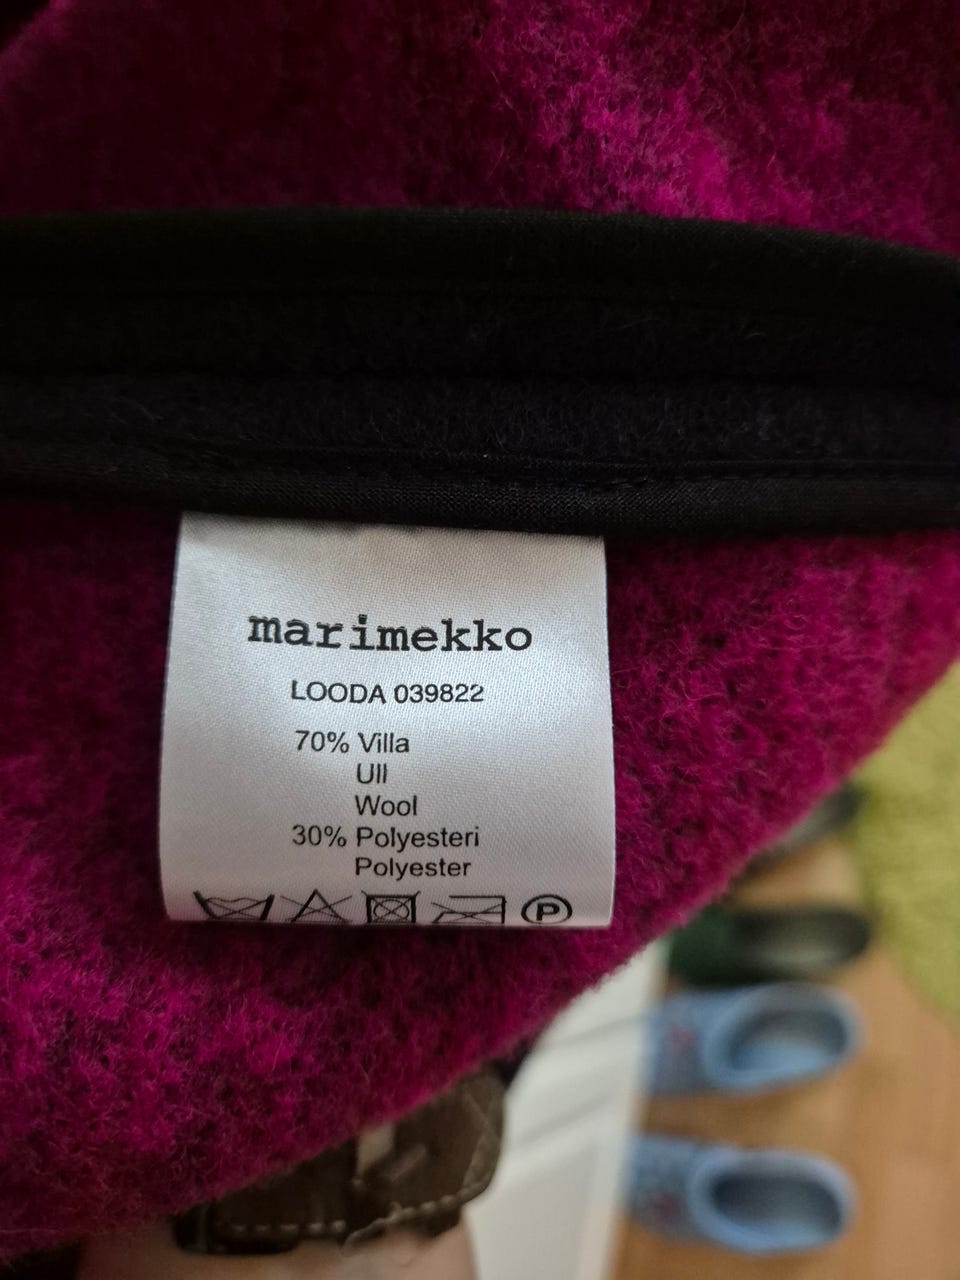 marimekko
LOODA 039822
70% Villa
Ull
Wool
30% Polyesteri
Polyester
P